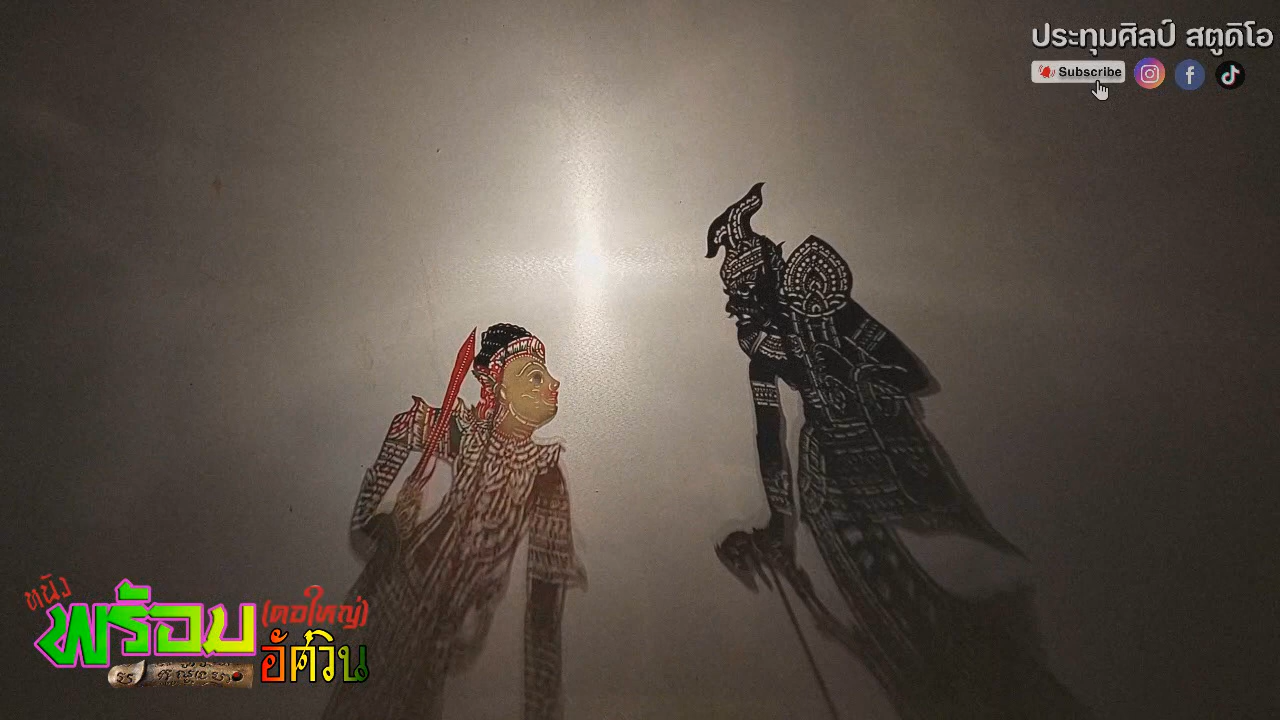 ประทุมศิลป์ สตูดิโอ
Subscribe
หนัง
พร้อม
(ตอใหญ่)
อัศวิน